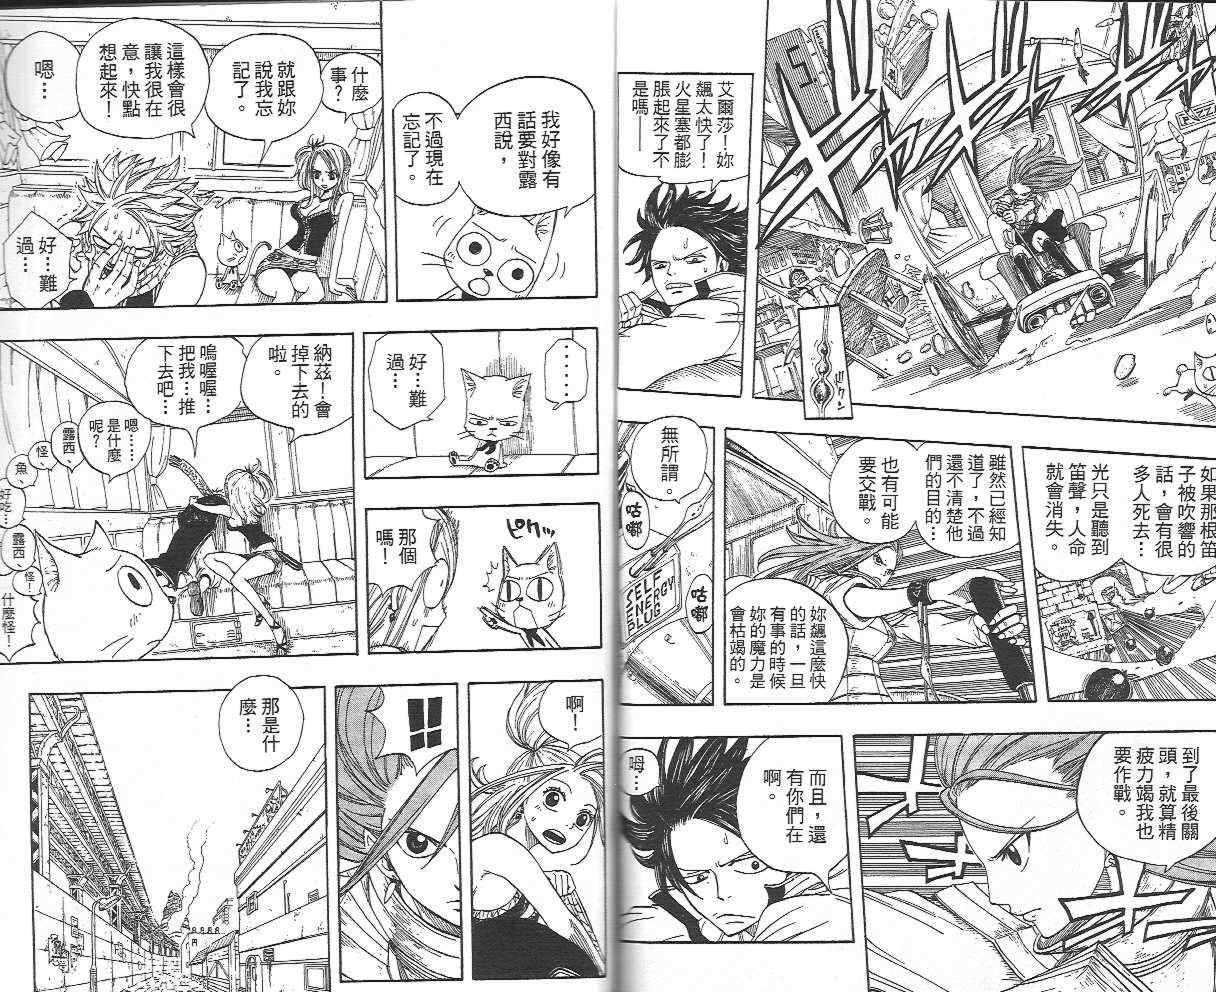 艾爾莎！妳
飆太快了！
火星塞都膨
脹起來了不
是嗎——
如果那根笛
子被吹響的
話，會有很
多人死去…
光只是聽到
笛聲，人命
就會消失。
雖然已經知
道了，不過
還不清楚他
們的目的…
也有可能
要交戰。
妳飆這麼快
的話，一旦
有事的時候
妳的魔力是
會枯竭的。
無所謂。
SELF
ENERGY
PLUG
到了最後關
頭，就算精
疲力竭我也
要作戰。
而且，還
有你們在
啊。
我好像有
話要對露
西說，
不過現在
忘記了。
什麼
事？
就跟妳
說我忘
記了。
這樣會很
讓我很在
意，快點
想起來！
嗯…
好…難
過…
……
好…難
過…
納茲！會
掉下去的
啦。
嗚喔喔…
把我…推
下去吧…
嗯……
是什麼
呢？
露西、
怪、
魚、
好吃…
露西、
怪！
什麼怪！
ピクッ
那個
嗎！
啊！
!!
那是什
麼…